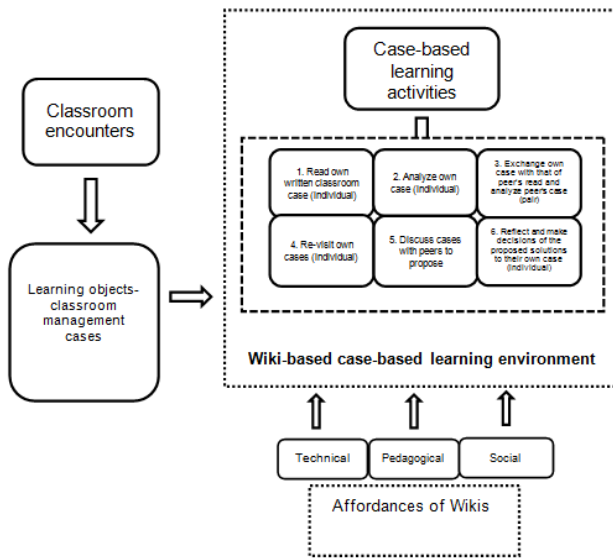 Classroom
encounters
Learning objects-
classroom
management
cases
Case-based
learning
activities
1. Read own
written classroom
case (Individual)
2. Analyze own
case (Individual)
3. Exchange own
case with that of
peer's read and
analyze peers case
(pair)
4. Re-visit own
cases (Individual)
5. Discuss cases
with peers to
propose
6. Reflect and make
decisions of the
proposed solutions
to their own case
(Individual)
Wiki-based case-based learning environment
Technical
Pedagogical
Social
Affordances of Wikis